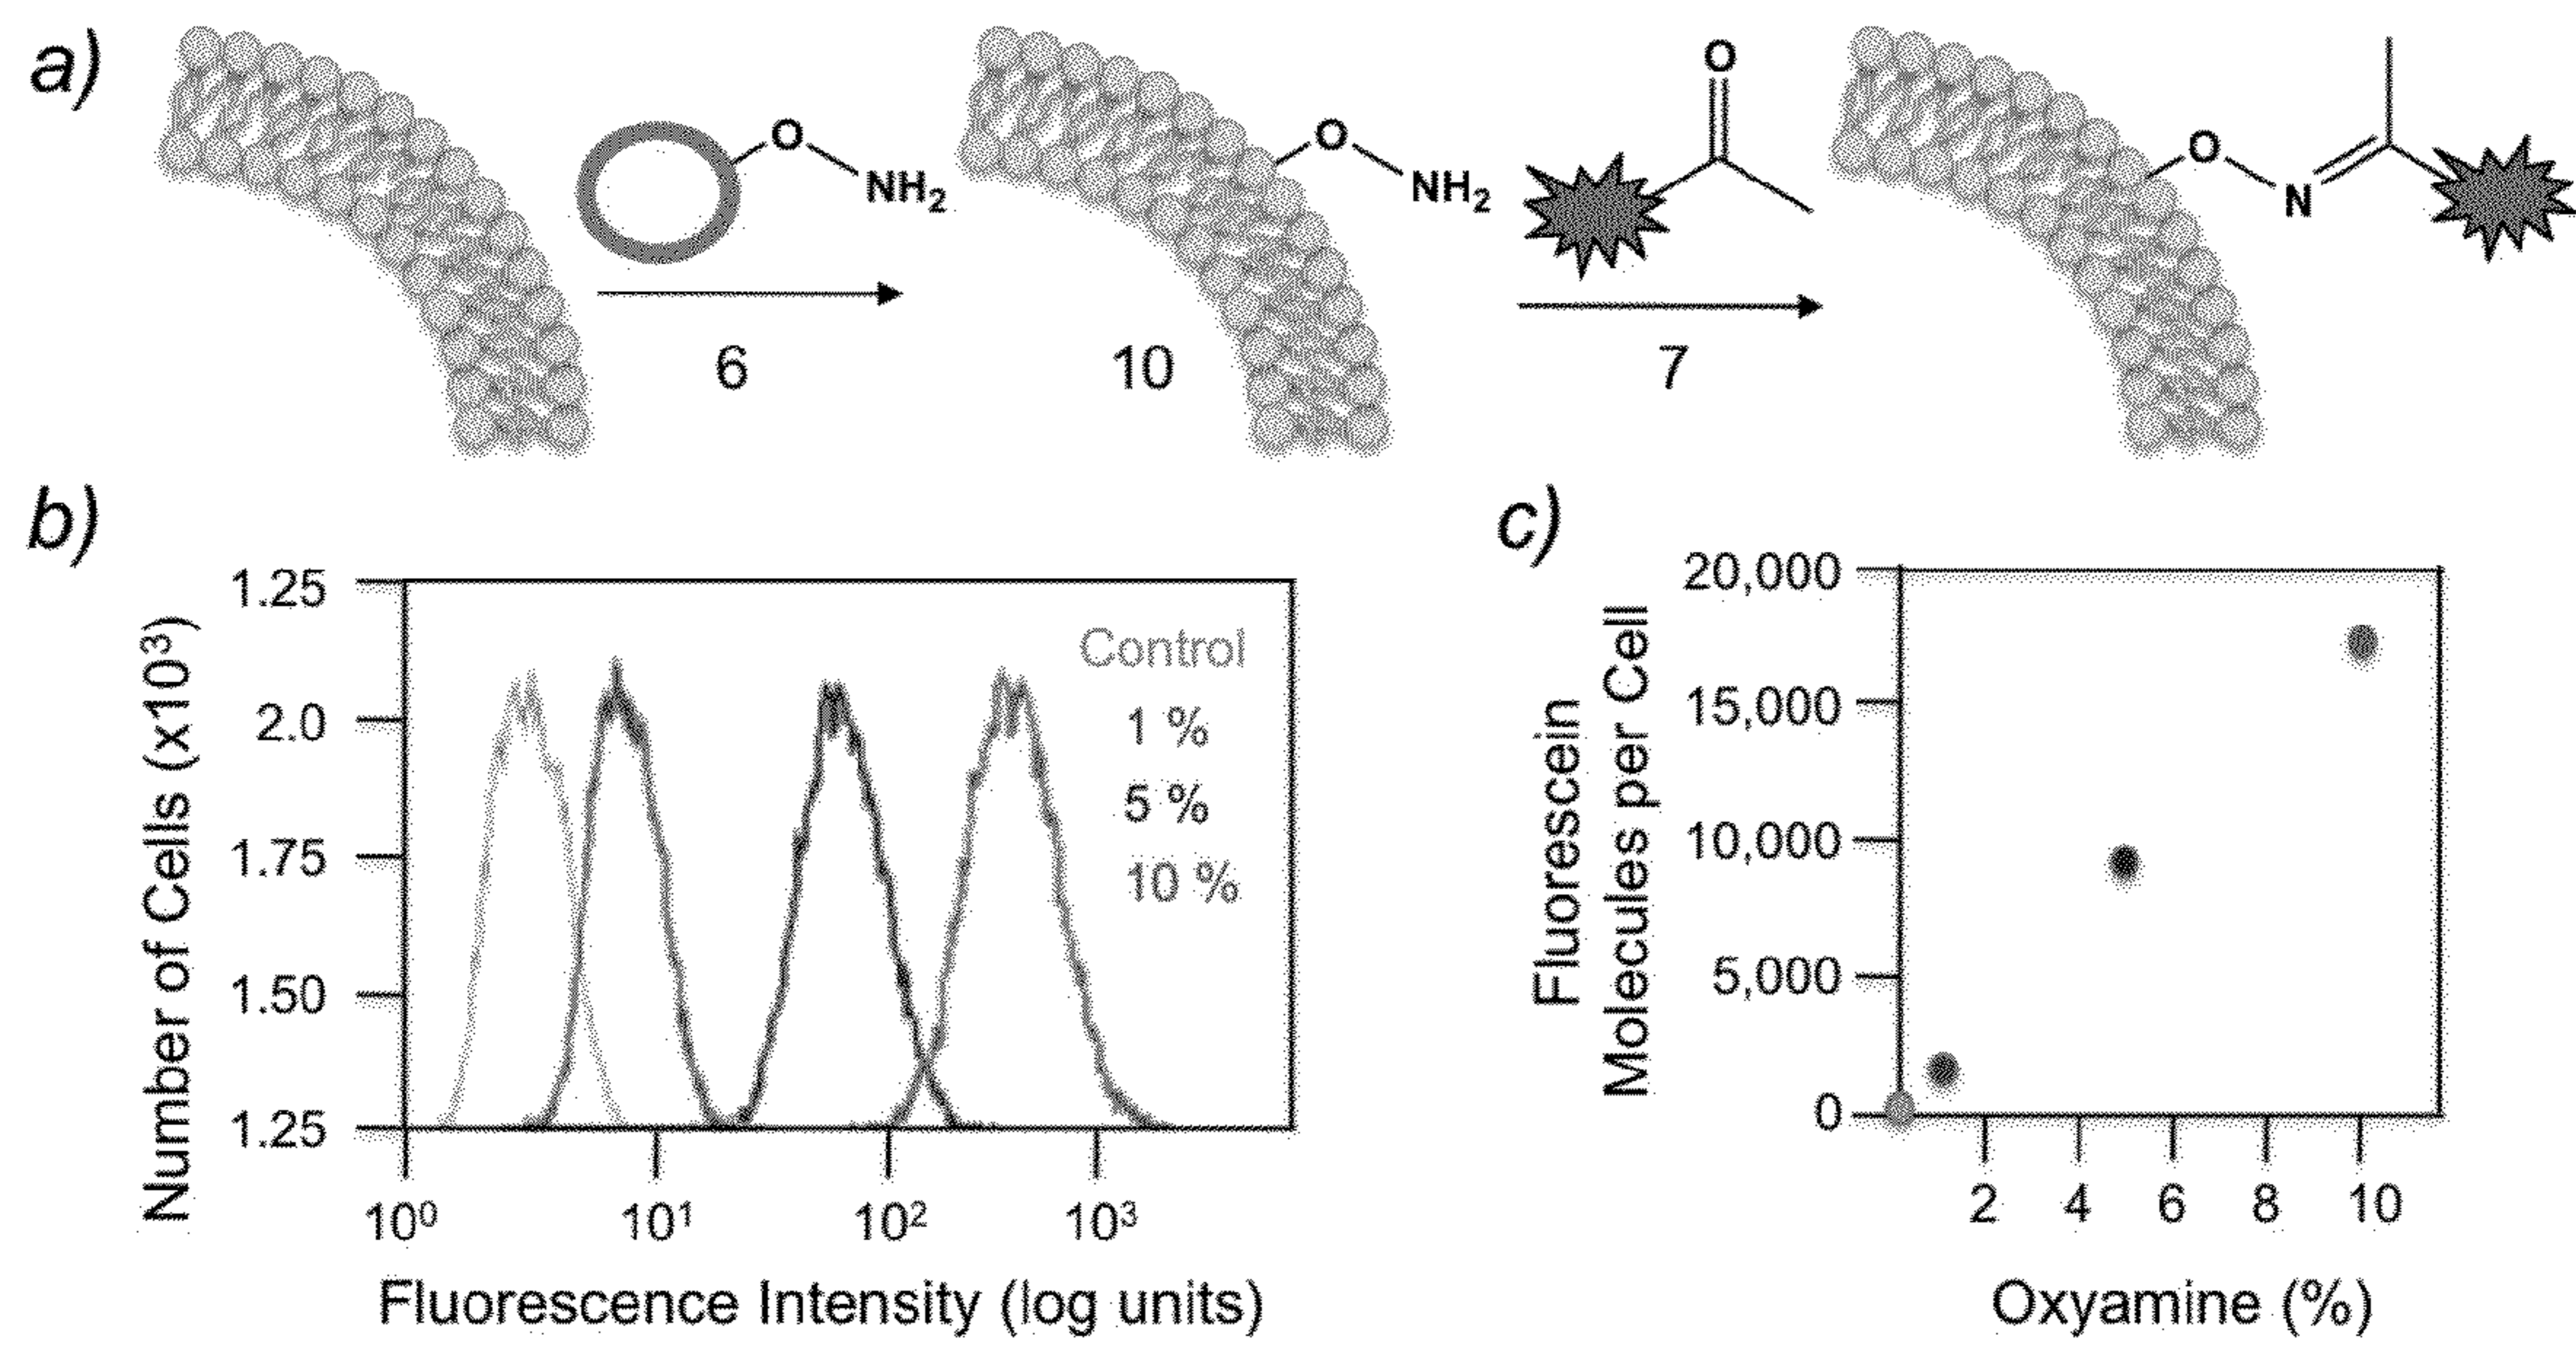 a)
O
NH₂
6
10
O
NH₂
O
7
O
N
b)
Number of Cells (x10³)
1.25
2.0
1.75
1.50
1.25
Control
1 %
5 %
10 %
10⁰ 10¹ 10² 10³
Fluorescence Intensity (log units)
c)
Fluorescein
Molecules per Cell
20,000
15,000
10,000
5,000
0
2 4 6 8 10
Oxyamine (%)